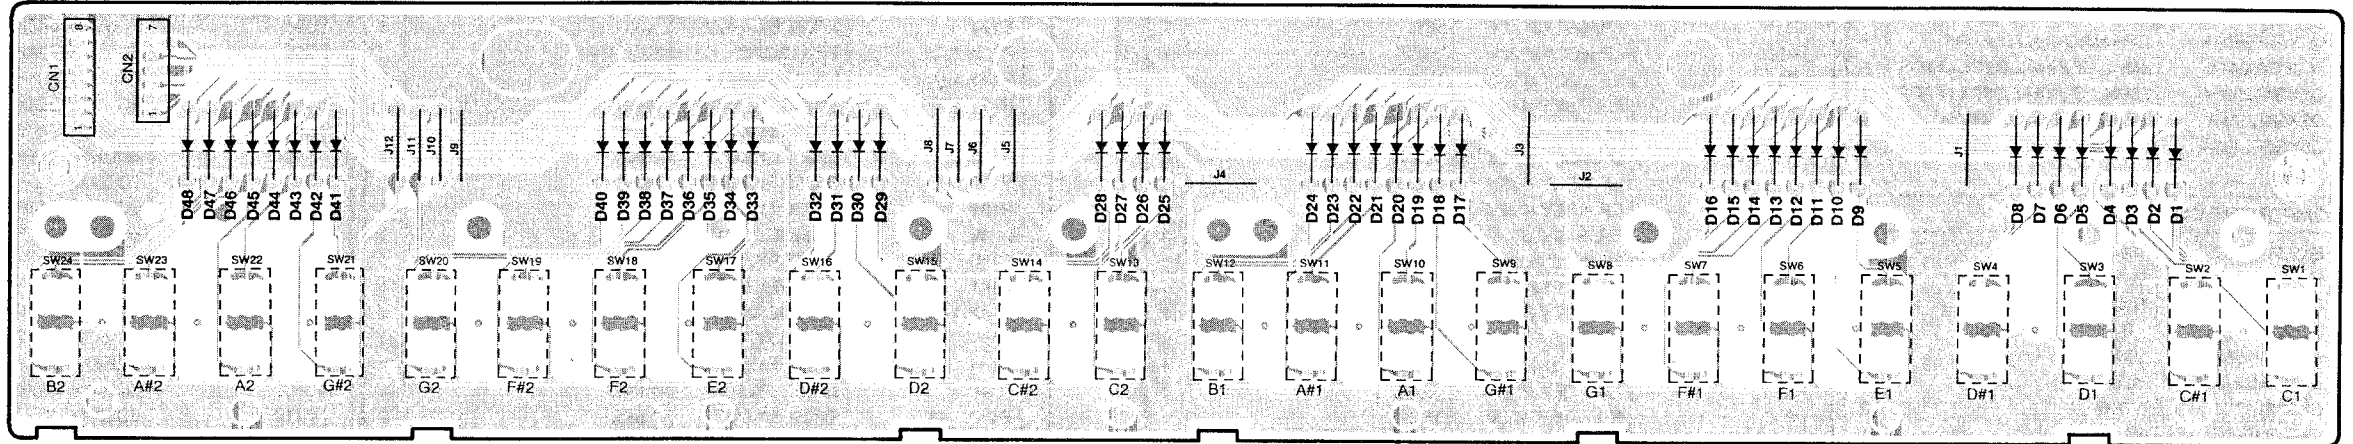 CN1 8 1
CN2 7 1
D48 D47 D46 D45 D44 D43 D42 D41
J12 J11 J10 J9
D40 D39 D38 D37 D36 D35 D34 D33
D32 D31 D30 D29
J8 J7 J6 J5
D28 D27 D26 D25
J4
D24 D23 D22 D21 D20 D19 D18 D17
J3
J2
D16 D15 D14 D13 D12 D11 D10 D9
J1
D8 D7 D6 D5 D4 D3 D2 D1
SW24 SW23 SW22 SW21 SW20 SW19 SW18 SW17 SW16 SW15 SW14 SW13 SW12 SW11 SW10 SW9 SW8 SW7 SW6 SW5 SW4 SW3 SW2 SW1
B2 A#2 A2 G#2 G2 F#2 F2 E2 D#2 D2 C#2 C2 B1 A#1 A1 G#1 G1 F#1 F1 E1 D#1 D1 C#1 C1